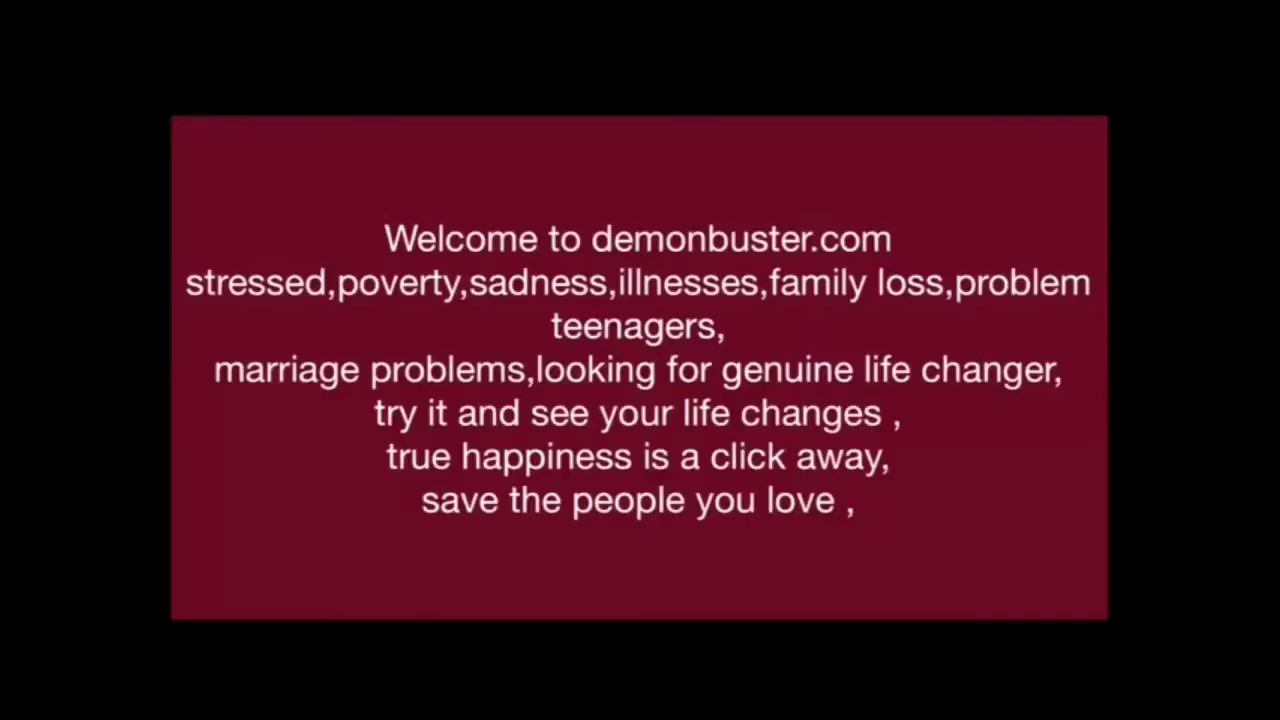 Welcome to demonbuster.com
stressed,poverty,sadness,illnesses,family loss,problem
teenagers,
marriage problems,looking for genuine life changer,
try it and see your life changes ,
true happiness is a click away,
save the people you love ,